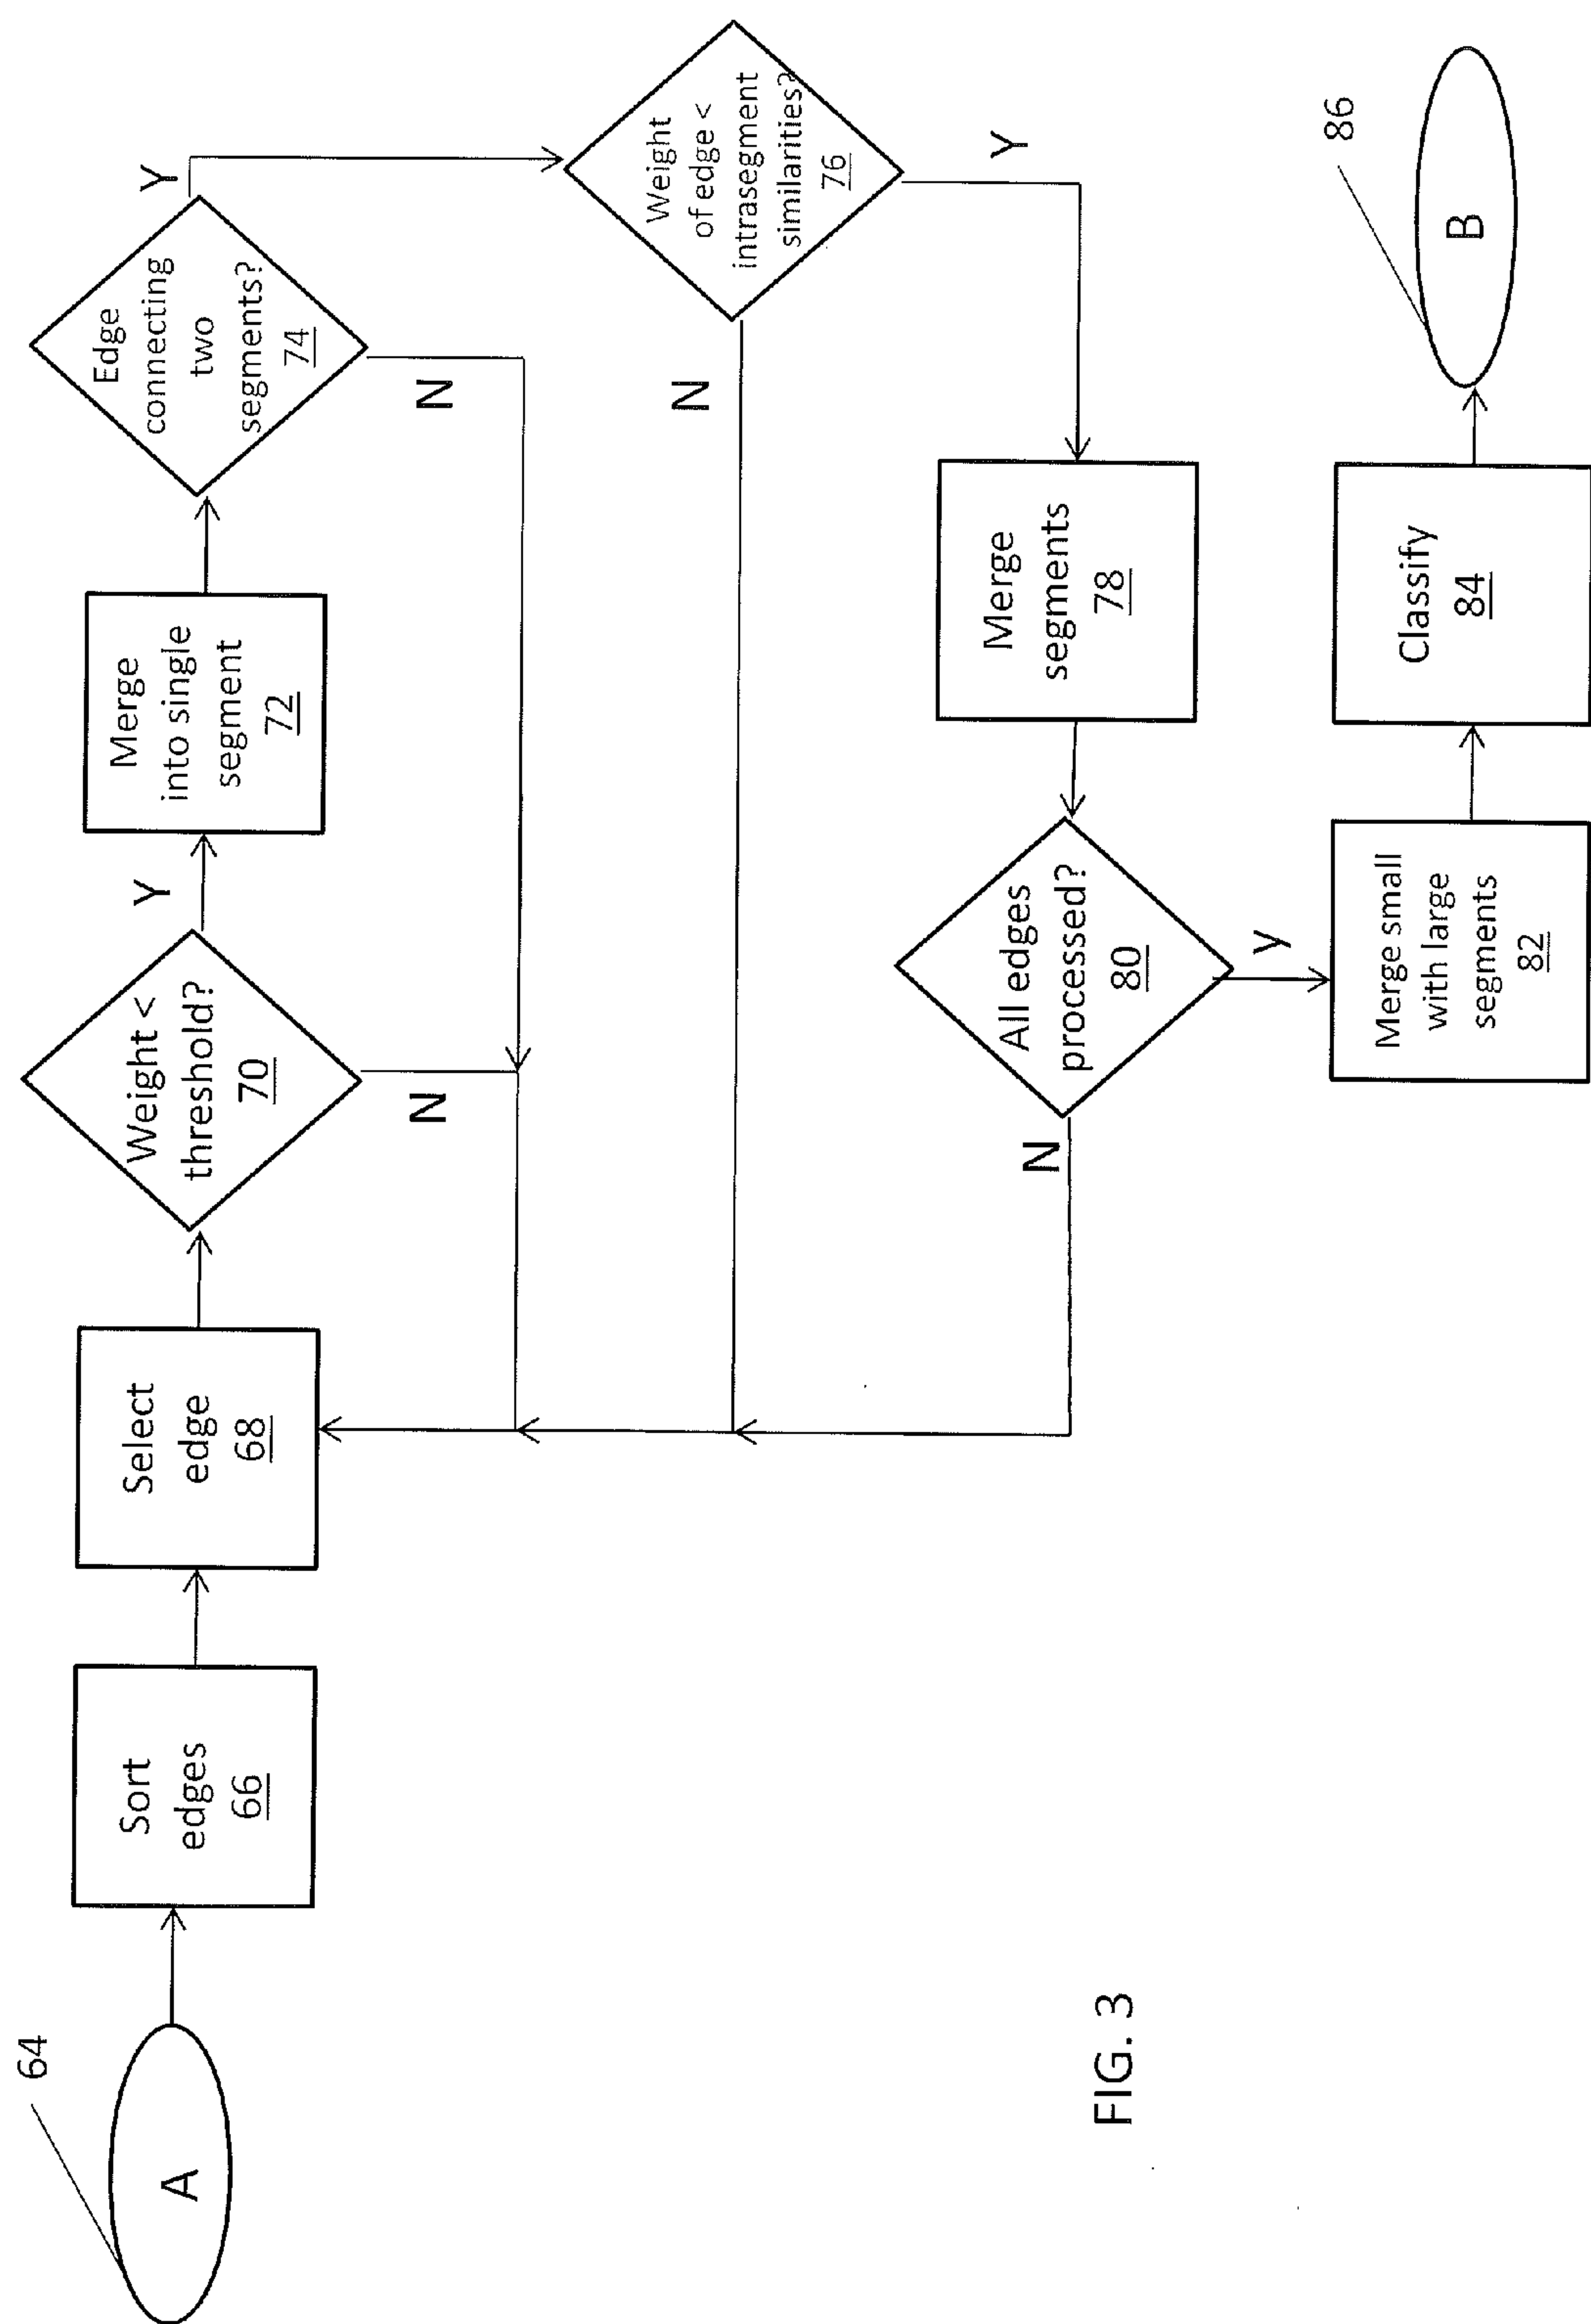 64
A
Sort
edges
66
Select
edge
68
Weight <
threshold?
70
Y
N
Merge
into single
segment
72
Edge
connecting
two
segments?
74
Y
N
Weight
of edge <
intrasegment
similarities?
76
N
Y
Merge
segments
78
All edges
processed?
80
N
Y
Merge small
with large
segments
82
Classify
84
B
86
FIG. 3